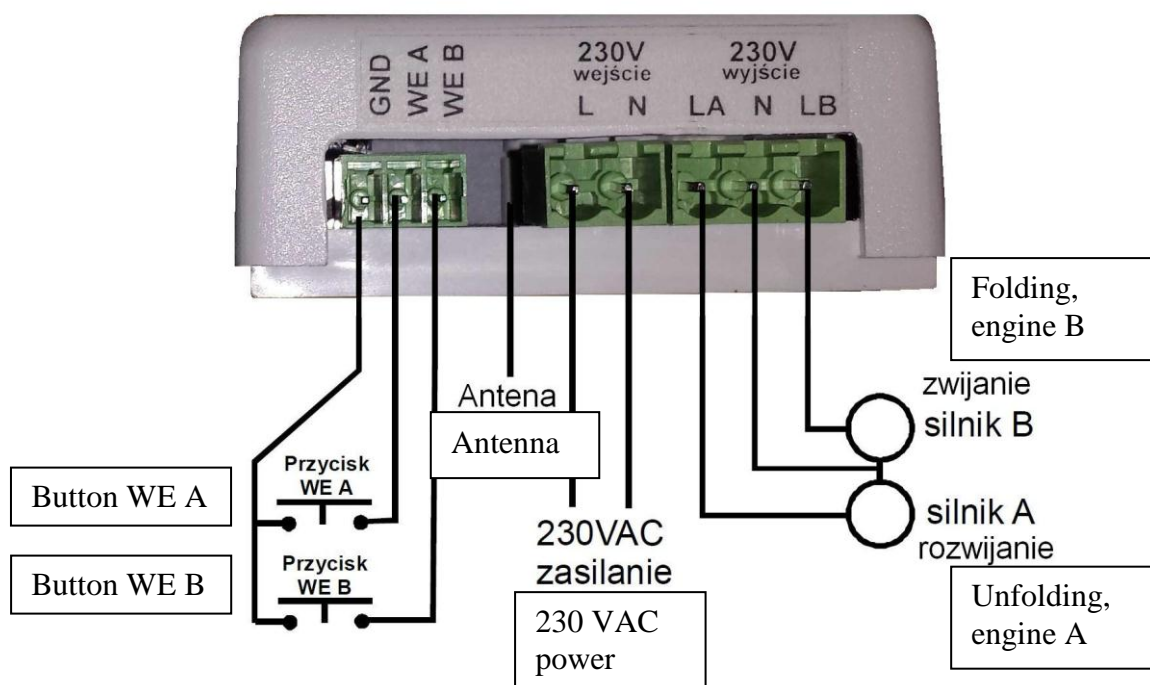 GND
WE A
WE B
230V
wejście
L N
230V
wyjście
LA N LB
Folding,
engine B
zwijanie
silnik B
Antena
Antenna
Przycisk
WE A
Button WE A
silnik A
rozwijanie
230VAC
zasilanie
Przycisk
WE B
Button WE B
230 VAC
power
Unfolding,
engine A